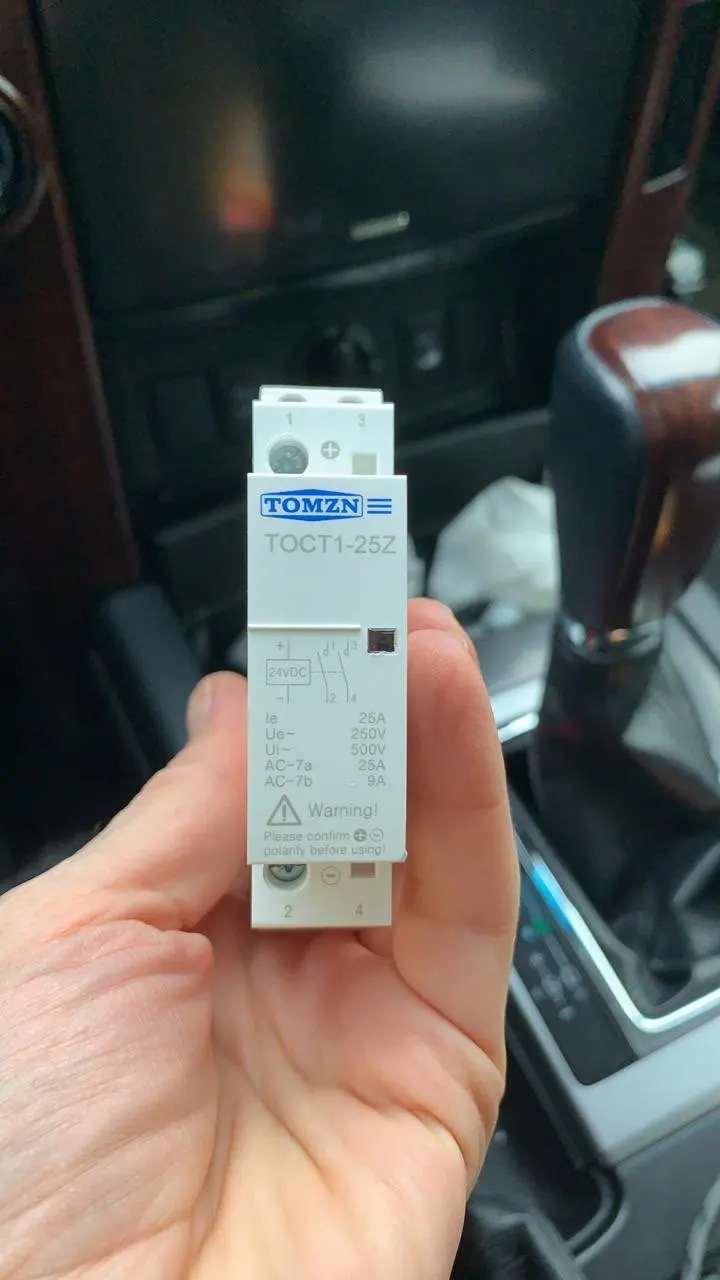 1 3
TOMZN
TOCT1-25Z
+ 1 3
24VDC
- 2 4
Ie 25A
Ue~ 250V
Ui~ 500V
AC-7a 25A
AC-7b 9A
Warning!
Please confirm ⊕ ⊖
polarity before using!
2 4